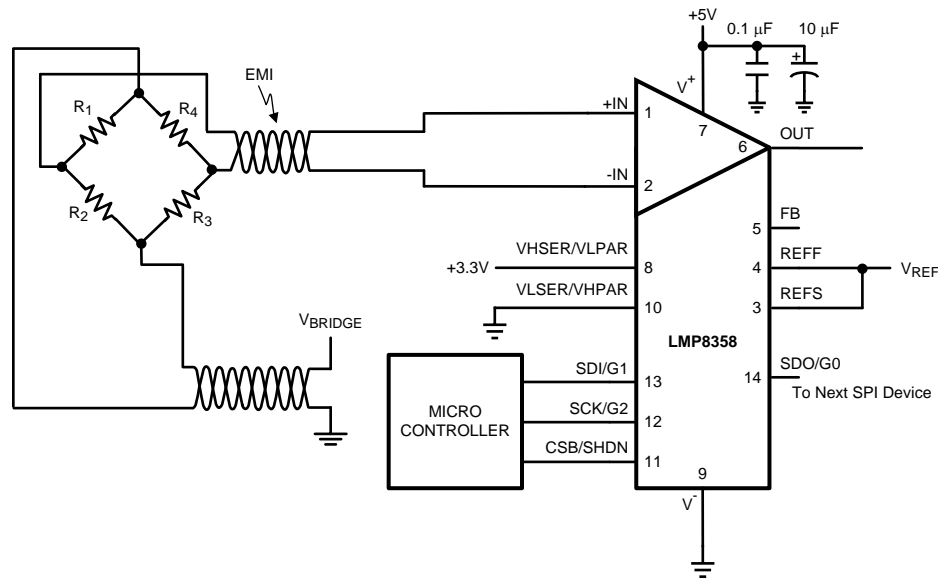 +5V
0.1 μF
10 μF
+
EMI
V+
R1
R4
+IN
1
7
OUT
6
-IN
2
R2
R3
FB
5
VHSER/VLPAR
REFF
+3.3V
8
4
VREF
VLSER/VHPAR
REFS
10
3
VBRIDGE
LMP8358
SDI/G1
SDO/G0
13
14
To Next SPI Device
MICRO
CONTROLLER
SCK/G2
12
CSB/SHDN
11
9
V-